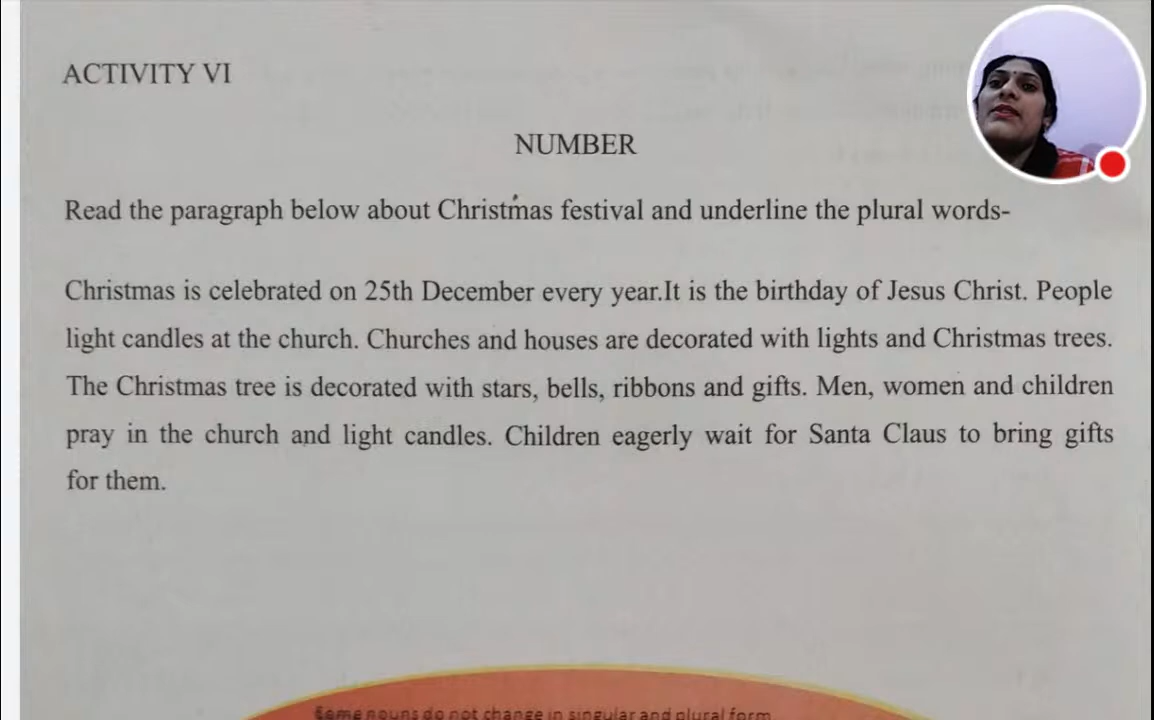 ACTIVITY VI
NUMBER
Read the paragraph below about Christmas festival and underline the plural words-
Christmas is celebrated on 25th December every year.It is the birthday of Jesus Christ. People
light candles at the church. Churches and houses are decorated with lights and Christmas trees.
The Christmas tree is decorated with stars, bells, ribbons and gifts. Men, women and children
pray in the church and light candles. Children eagerly wait for Santa Claus to bring gifts
for them.
Some nouns do not change in singular and plural form